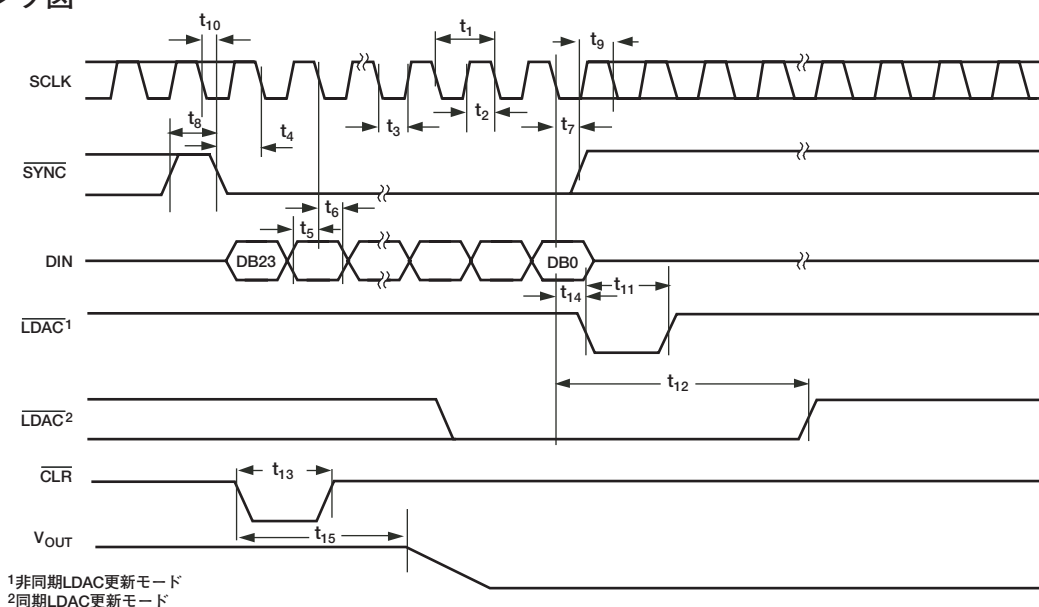 t10
t1
t9
SCLK
t8
t4
t3
t2
t7
SYNC
t6
t5
DIN
DB23
DB0
t14
t11
LDAC1
t12
LDAC2
CLR
t13
t15
VOUT
1非同期LDAC更新モード
2同期LDAC更新モード